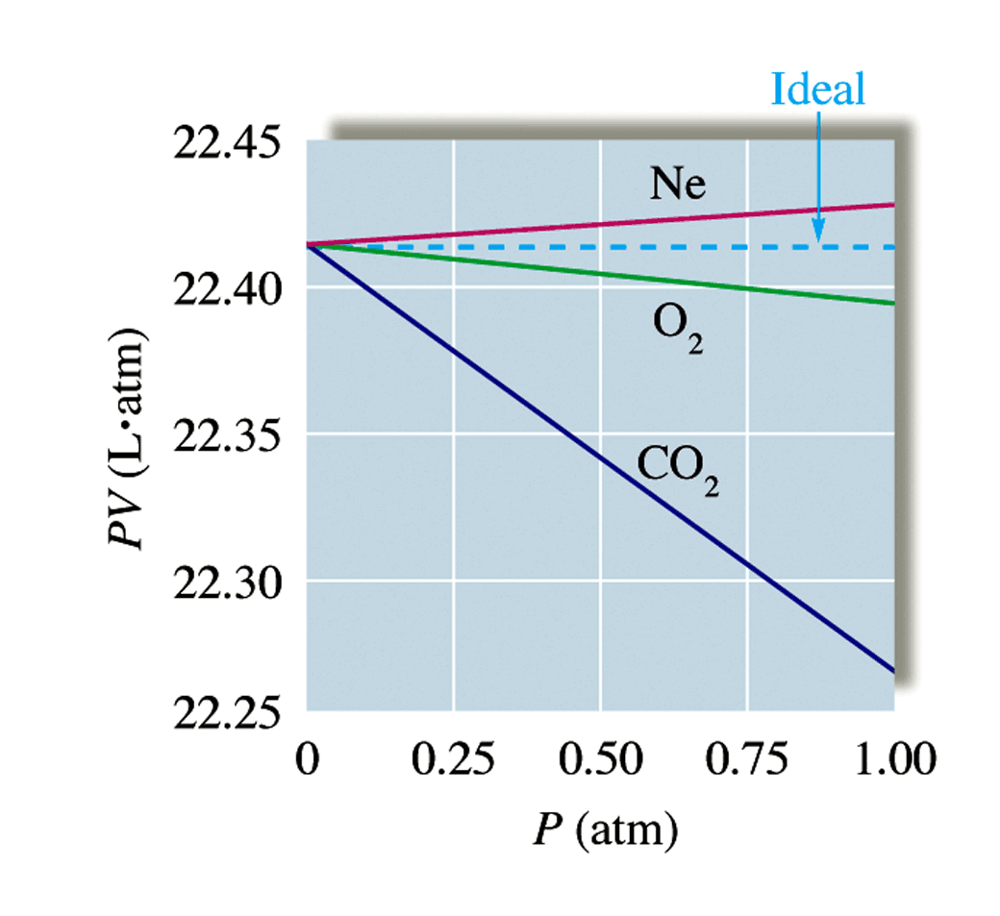 Ideal
22.45
Ne
22.40
O₂
22.35
CO₂
22.30
22.25
0 0.25 0.50 0.75 1.00
P (atm)
PV (L•atm)